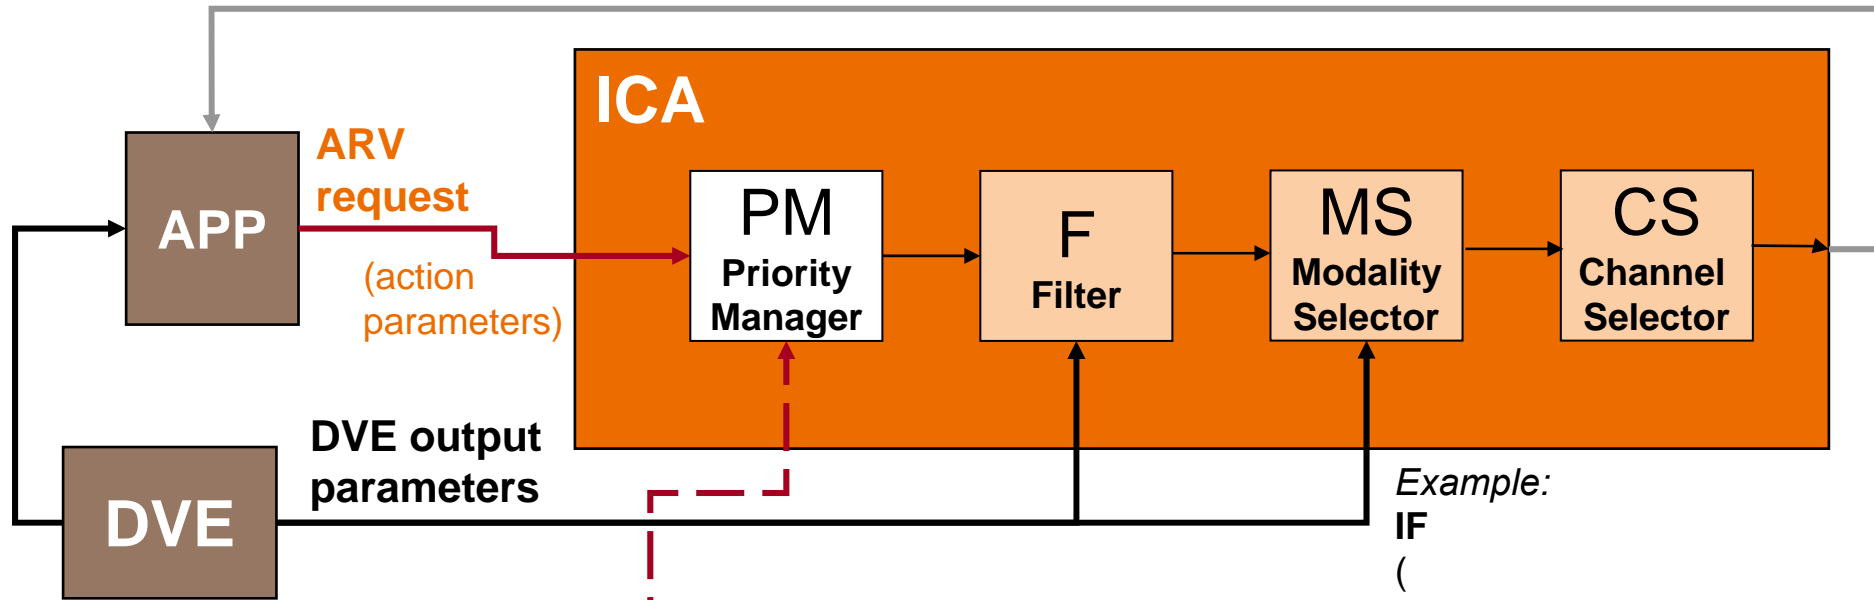 ICA
ARV
request
APP
(action
parameters)
PM
Priority
Manager
F
Filter
MS
Modality
Selector
CS
Channel
Selector
DVE output
parameters
DVE
Example:
IF
(